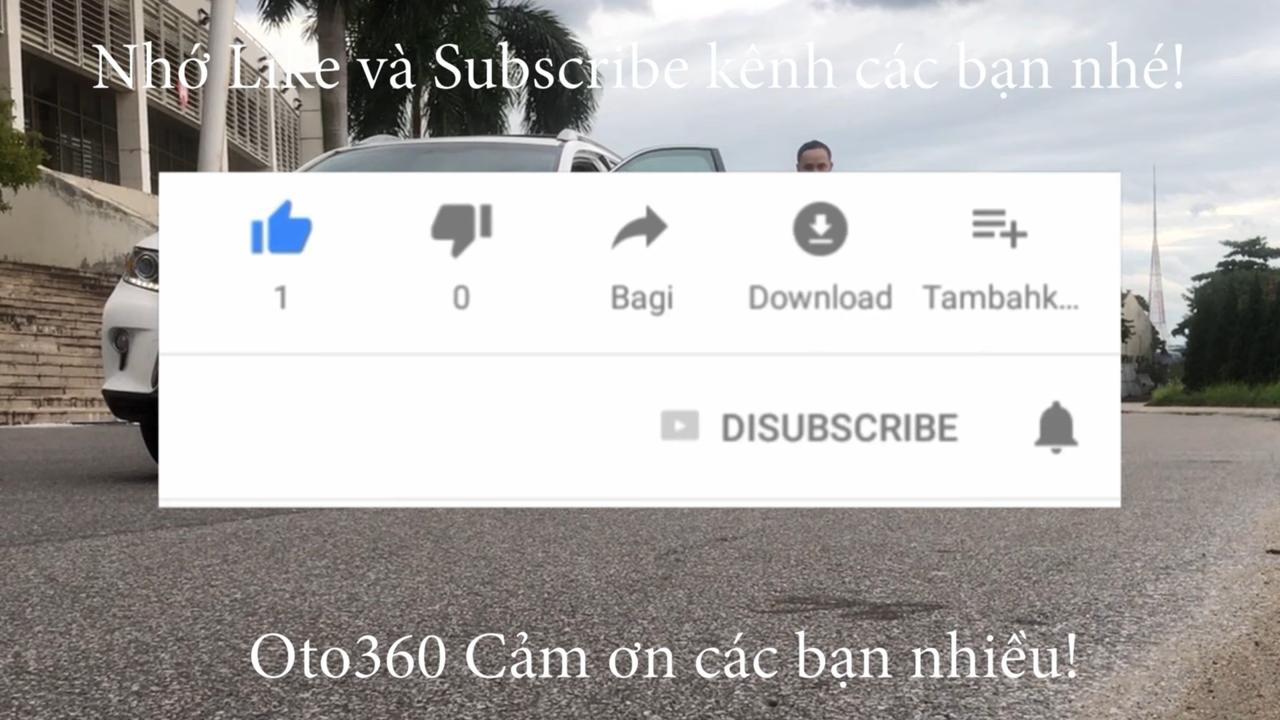 Nhớ Like và Subscribe kênh các bạn nhé!
1 0 Bagi Download Tambahk...
DISUBSCRIBE
Oto360 Cảm ơn các bạn nhiều!